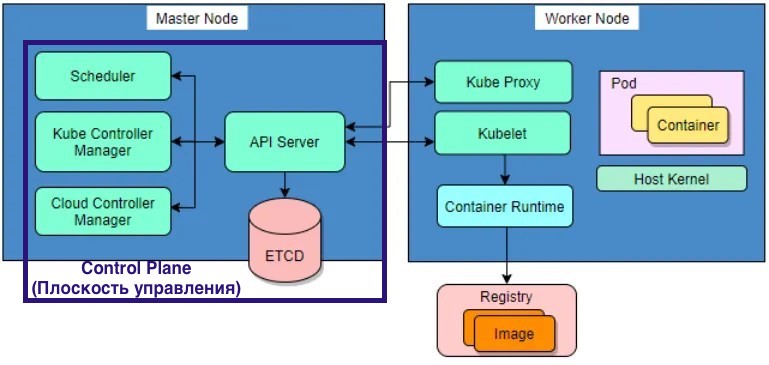 Master Node
Scheduler
Kube Controller
Manager
Cloud Controller
Manager
API Server
ETCD
Control Plane
(Плоскость управления)
Worker Node
Kube Proxy
Kubelet
Container Runtime
Pod
Container
Host Kernel
Registry
Image